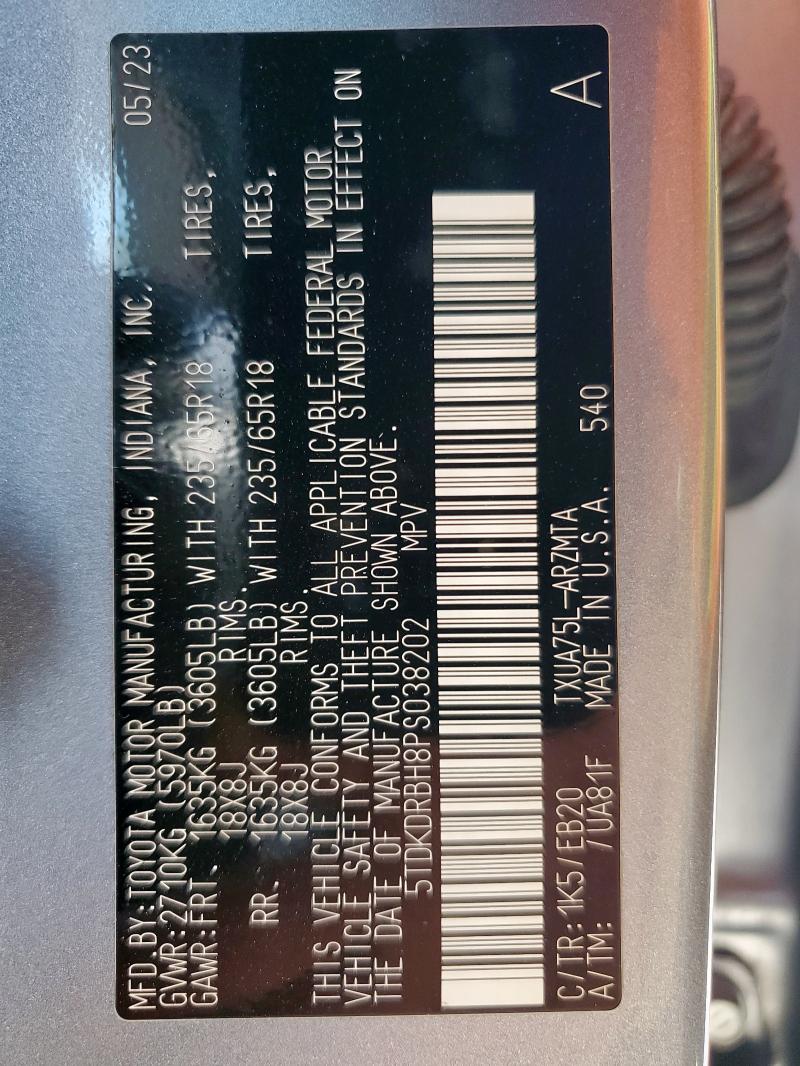 MFD.BY:TOYOTA MOTOR MANUFACTURING, INDIANA, INC. 05/23
GVWR:2710KG (5970LB)
GAWR:FRT. 1635KG (3605LB) WITH 235/65R18 TIRES,
18X8J RIMS.
RR. 1635KG (3605LB) WITH 235/65R18 TIRES,
18X8J RIMS.
THIS VEHICLE CONFORMS TO ALL APPLICABLE FEDERAL MOTOR
VEHICLE SAFETY AND THEFT PREVENTION STANDARDS IN EFFECT ON
THE DATE OF MANUFACTURE SHOWN ABOVE.
5TDKDRBH8PS038202 MPV
C/TR:1K5/EB20 TXUA75L-ARZMTA A
A/TM: /UA81F MADE IN U.S.A. 540